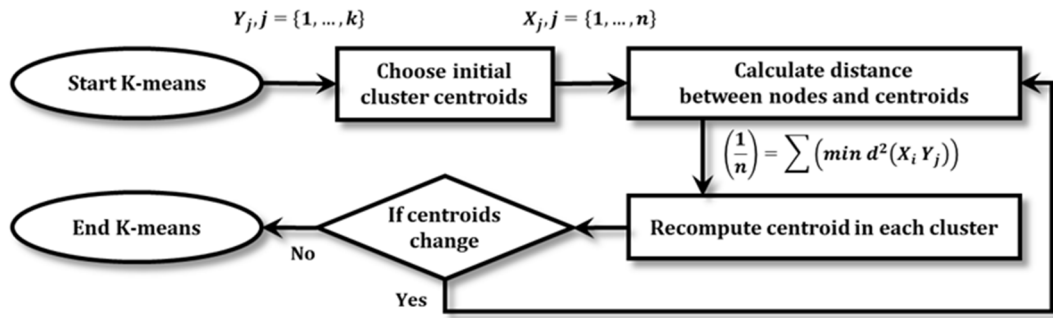 Y_j, j = {1, ..., k}
X_j, j = {1, ..., n}
Start K-means
Choose initial
cluster centroids
Calculate distance
between nodes and centroids
(1/n) = ∑ (min d²(X_i Y_j))
End K-means
If centroids
change
Recompute centroid in each cluster
No
Yes